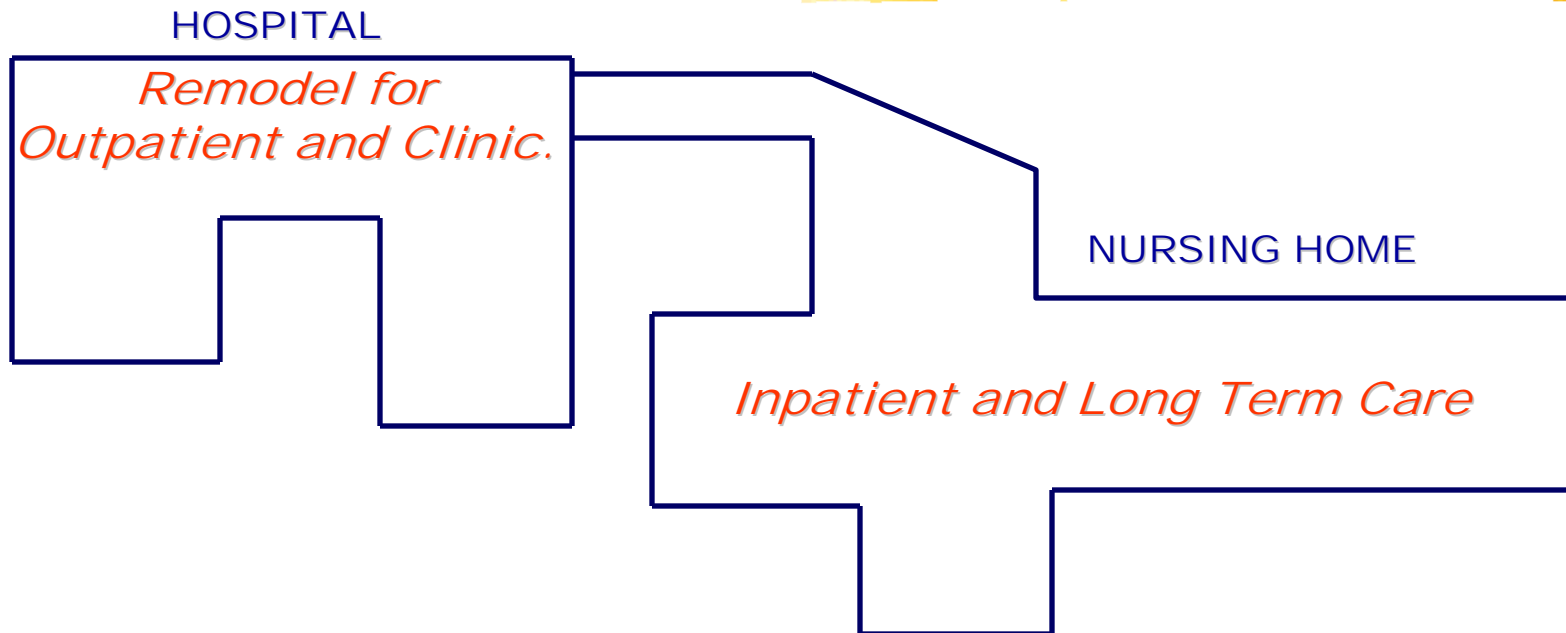 HOSPITAL
Remodel for
Outpatient and Clinic.
NURSING HOME
Inpatient and Long Term Care